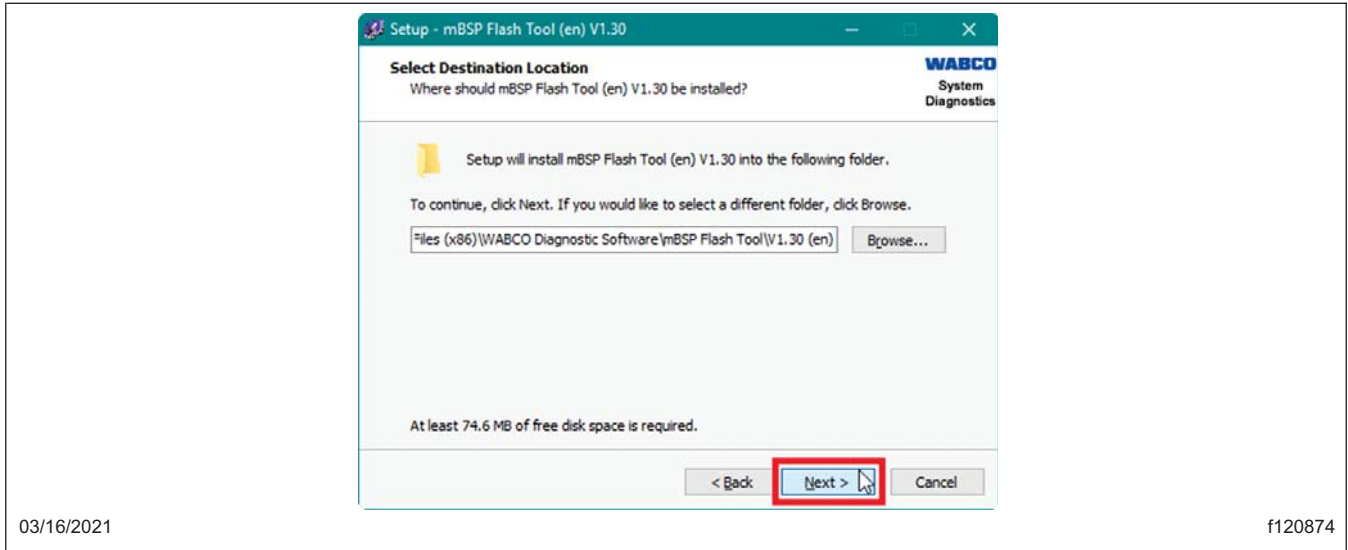 Setup - mBSP Flash Tool (en) V1.30
Select Destination Location
Where should mBSP Flash Tool (en) V1.30 be installed?
WABCO
System
Diagnostics
Setup will install mBSP Flash Tool (en) V1.30 into the following folder.
To continue, click Next. If you would like to select a different folder, click Browse.
Files (x86)\WABCO Diagnostic Software\mBSP Flash Tool\V1.30 (en)
Browse...
At least 74.6 MB of free disk space is required.
< Back
Next >
Cancel
03/16/2021
f120874